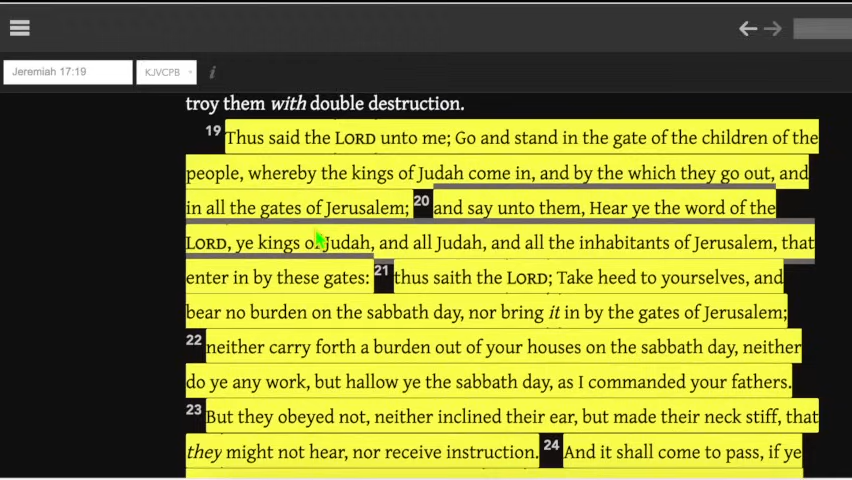 Jeremiah 17:19
KJVCPB
i
troy them with double destruction.
19 Thus said the LORD unto me; Go and stand in the gate of the children of the
people, whereby the kings of Judah come in, and by the which they go out, and
in all the gates of Jerusalem; 20 and say unto them, Hear ye the word of the
LORD, ye kings of Judah, and all Judah, and all the inhabitants of Jerusalem, that
enter in by these gates: 21 thus saith the LORD; Take heed to yourselves, and
bear no burden on the sabbath day, nor bring it in by the gates of Jerusalem;
22 neither carry forth a burden out of your houses on the sabbath day, neither
do ye any work, but hallow ye the sabbath day, as I commanded your fathers.
23 But they obeyed not, neither inclined their ear, but made their neck stiff, that
they might not hear, nor receive instruction. 24 And it shall come to pass, if ye